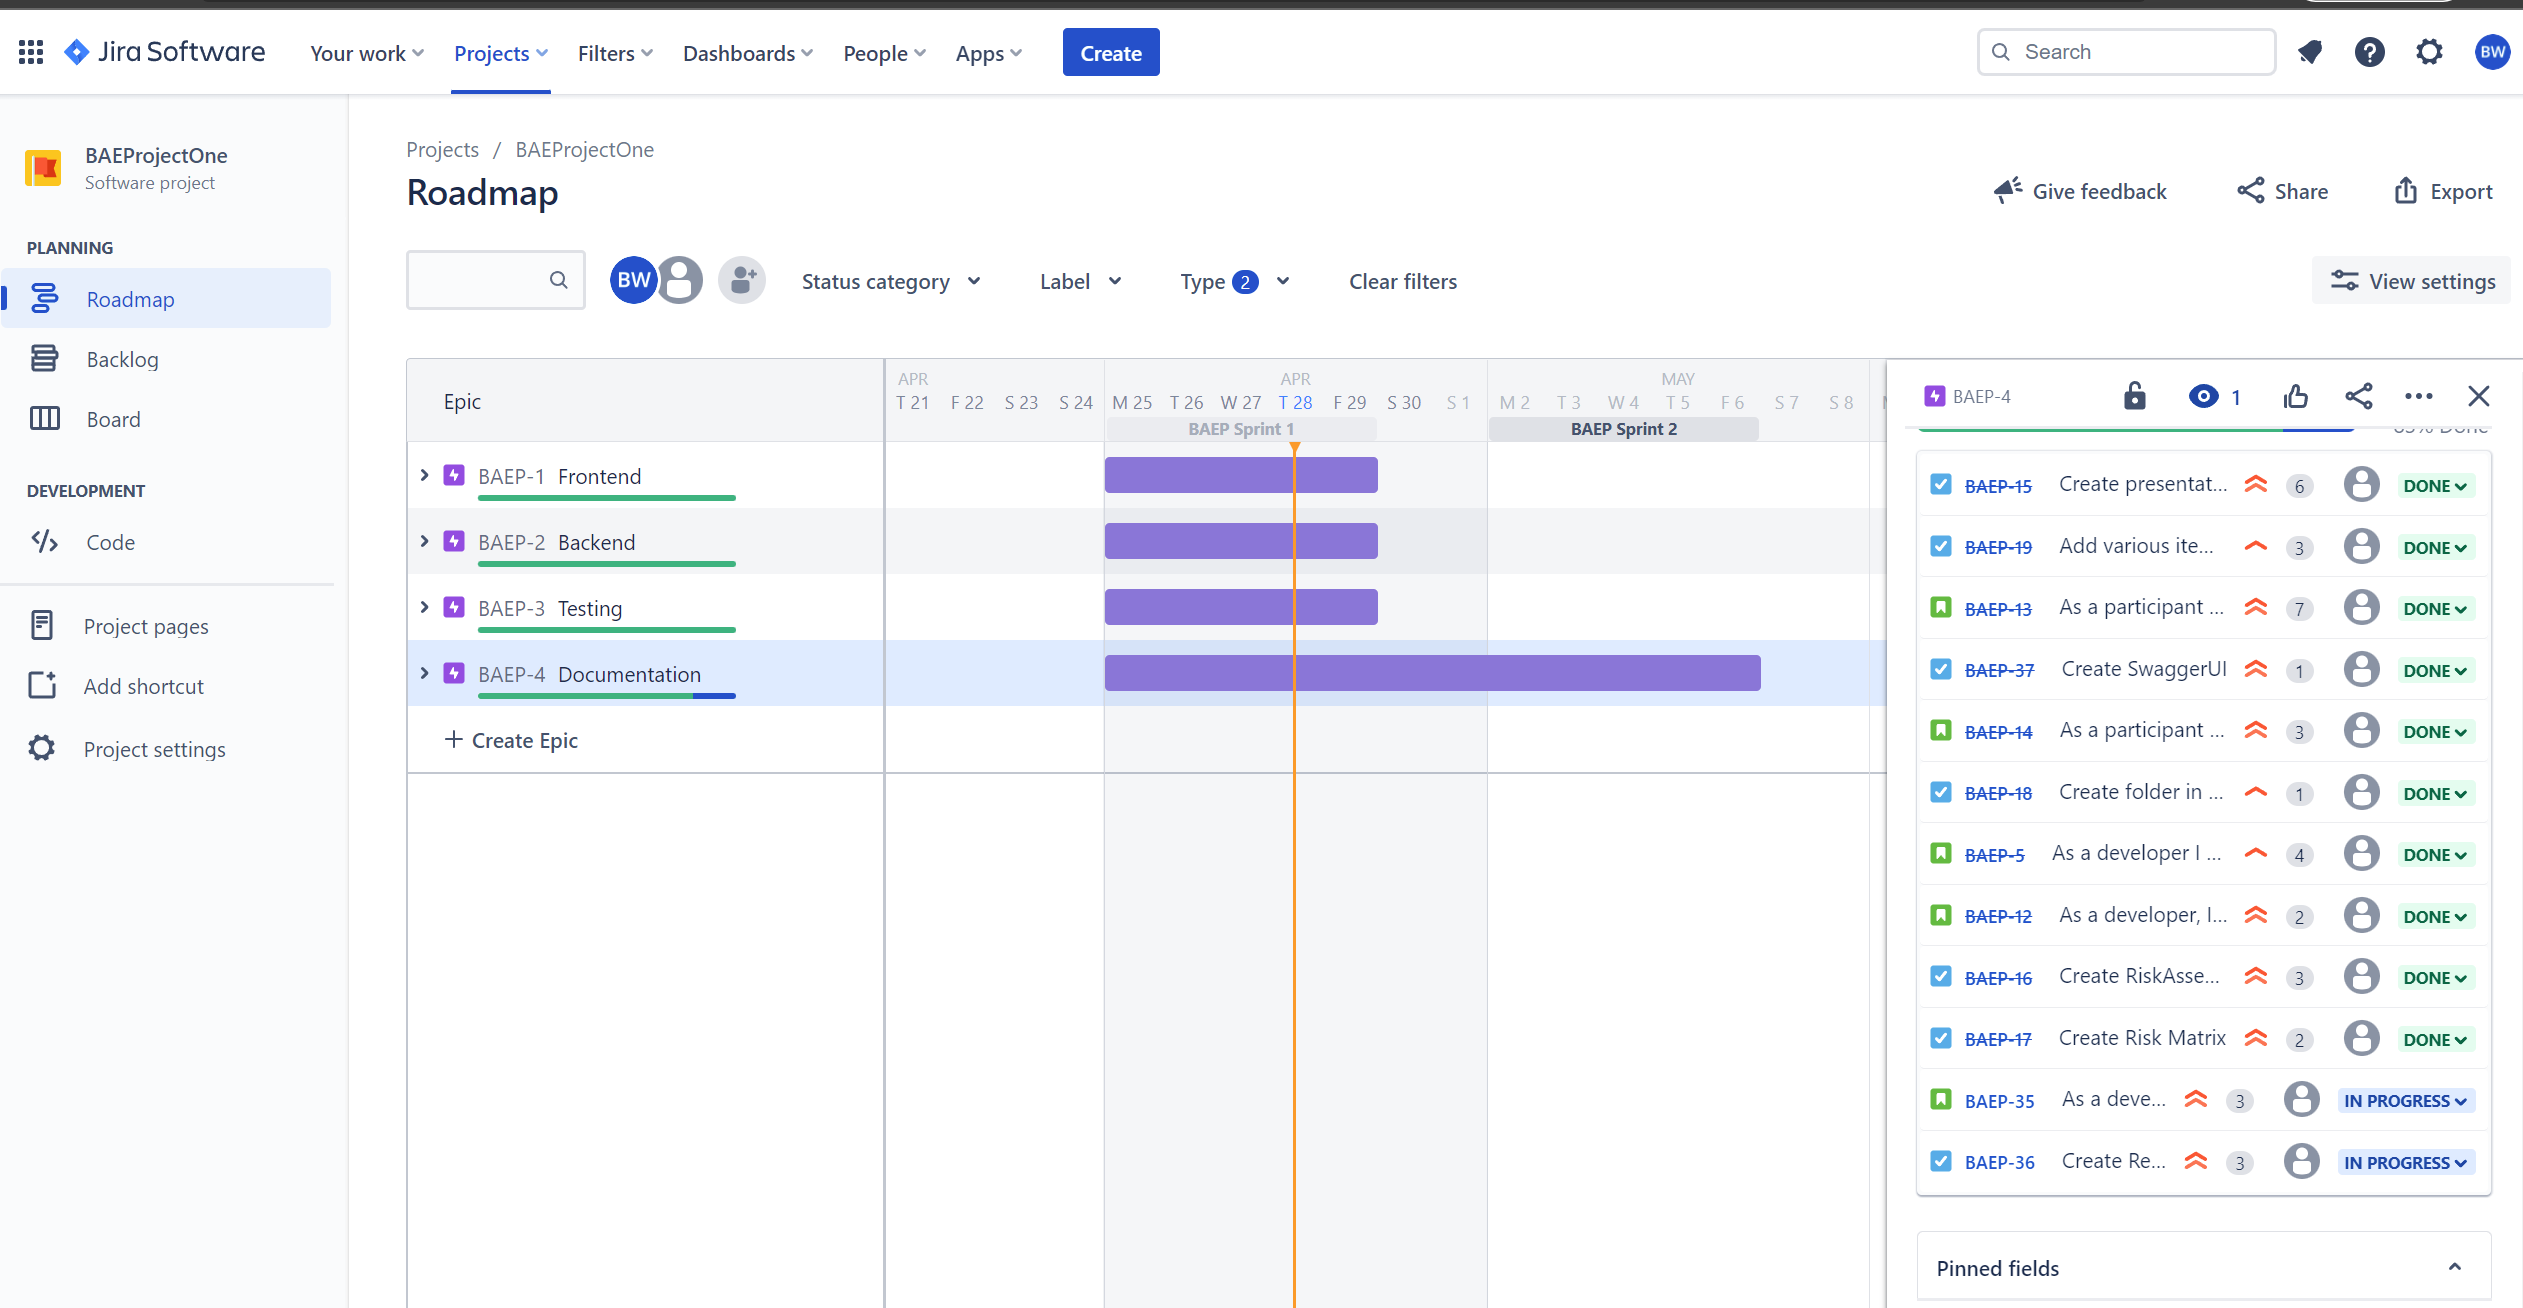 Jira Software
Your work
Projects
Filters
Dashboards
People
Apps
Create
Search
BW
BAEProjectOne
Software project
PLANNING
Roadmap
Backlog
Board
DEVELOPMENT
Code
Project pages
Add shortcut
Project settings
Projects / BAEProjectOne
Roadmap
Give feedback
Share
Export
BW
Status category
Label
Type 2
Clear filters
View settings
Epic
APR APR MAY
T 21 F 22 S 23 S 24 M 25 T 26 W 27 T 28 F 29 S 30 S 1 M 2 T 3 W 4 T 5 F 6 S 7 S 8
BAEP Sprint 1 BAEP Sprint 2
BAEP-1 Frontend
BAEP-2 Backend
BAEP-3 Testing
BAEP-4 Documentation
+ Create Epic
BAEP-4 1
BAEP-15 Create presentat... 6 DONE
BAEP-19 Add various ite... 3 DONE
BAEP-13 As a participant ... 7 DONE
BAEP-37 Create SwaggerUI 1 DONE
BAEP-14 As a participant ... 3 DONE
BAEP-18 Create folder in ... 1 DONE
BAEP-5 As a developer I ... 4 DONE
BAEP-12 As a developer, I... 2 DONE
BAEP-16 Create RiskAsse... 3 DONE
BAEP-17 Create Risk Matrix 2 DONE
BAEP-35 As a deve... 3 IN PROGRESS
BAEP-36 Create Re... 3 IN PROGRESS
Pinned fields